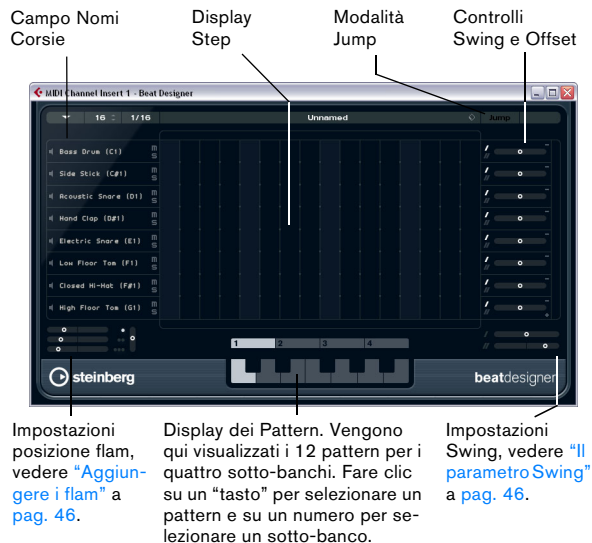 Campo Nomi
Corsie
Display
Step
Modalità
Jump
Controlli
Swing e Offset
MIDI Channel Insert 1 - Beat Designer
16 1/16 Unnamed Jump
Bass Drum (C1) m s
Side Stick (C#1) m s
Acoustic Snare (D1) m s
Hand Clap (D#1) m s
Electric Snare (E1) m s
Low Floor Tom (F1) m s
Closed Hi-Hat (F#1) m s
High Floor Tom (G1) m s
1 2 3 4
steinberg
beatdesigner
Impostazioni
posizione flam,
vedere “Aggiun-
gere i flam” a
pag. 46.
Display dei Pattern. Vengono
qui visualizzati i 12 pattern per i
quattro sotto-banchi. Fare clic
su un “tasto” per selezionare un
pattern e su un numero per se-
lezionare un sotto-banco.
Impostazioni
Swing, vedere “Il
parametro Swing”
a pag. 46.